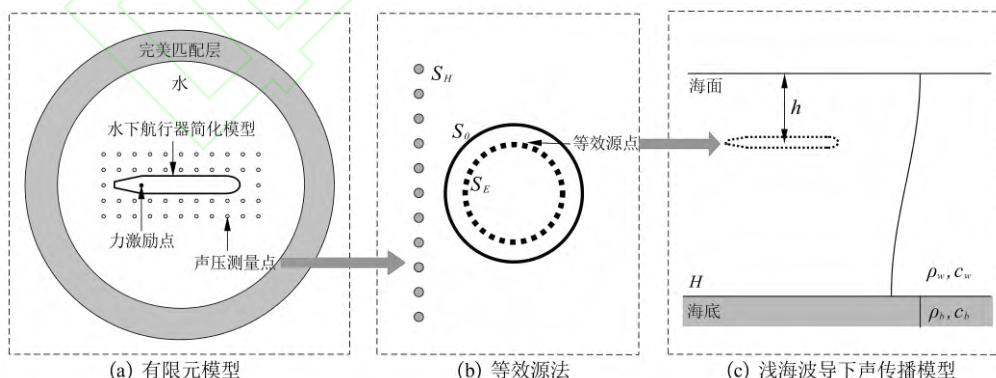 完美匹配层
水
水下航行器简化模型
力激励点
声压测量点
(a) 有限元模型
S_H
S_0
等效源点
S_E
(b) 等效源法
海面
h
H
ρ_w, c_w
海底
ρ_b, c_b
(c) 浅海波导下声传播模型